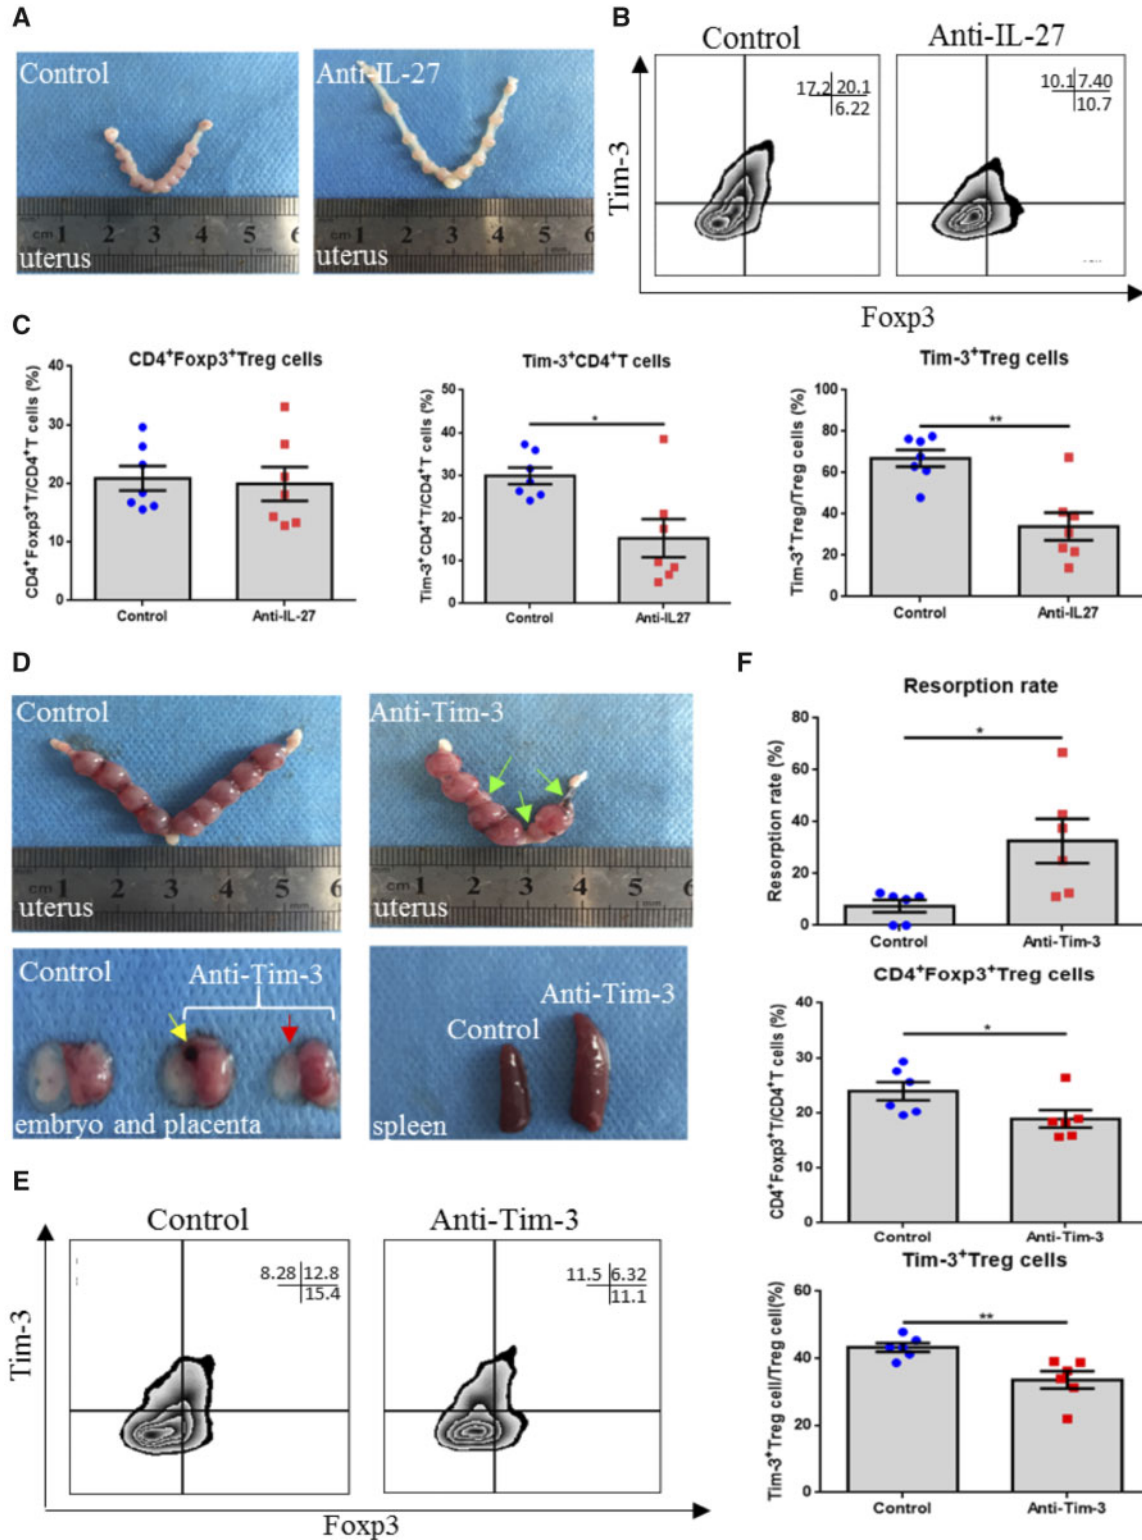 A
Control
cm 1 2 3 4 5 6
uterus
Anti-IL-27
cm 1 2 3 4 5 6
uterus
B
Control
Anti-IL-27
17.2 20.1
6.22
10.1 7.40
10.7
Tim-3
Foxp3
C
CD4+Foxp3+Treg cells
CD4+Foxp3+T/CD4+T cells (%)
40
30
20
10
0
Control
Anti-IL-27
Tim-3+CD4+T cells
Tim-3+CD4+T/CD4+T cells (%)
50
40
30
20
10
0
*
Control
Anti-IL27
Tim-3+Treg cells
Tim-3+Treg/Treg cells (%)
100
80
60
40
20
0
**
Control
Anti-IL27
D
Control
cm 1 2 3 4 5 6
uterus
Anti-Tim-3
cm 1 2 3 4 5 6
uterus
Control
Anti-Tim-3
embryo and placenta
Anti-Tim-3
Control
spleen
E
Control
Anti-Tim-3
8.28 12.8
15.4
11.5 6.32
11.1
Tim-3
Foxp3
F
Resorption rate
Resorption rate (%)
80
60
40
20
0
*
Control
Anti-Tim-3
CD4+Foxp3+Treg cells
CD4+Foxp3+T/CD4+T cells (%)
40
30
20
10
0
*
Control
Anti-Tim-3
Tim-3+Treg cells
Tim-3+Treg cell/Treg cell(%)
60
40
20
0
**
Control
Anti-Tim-3